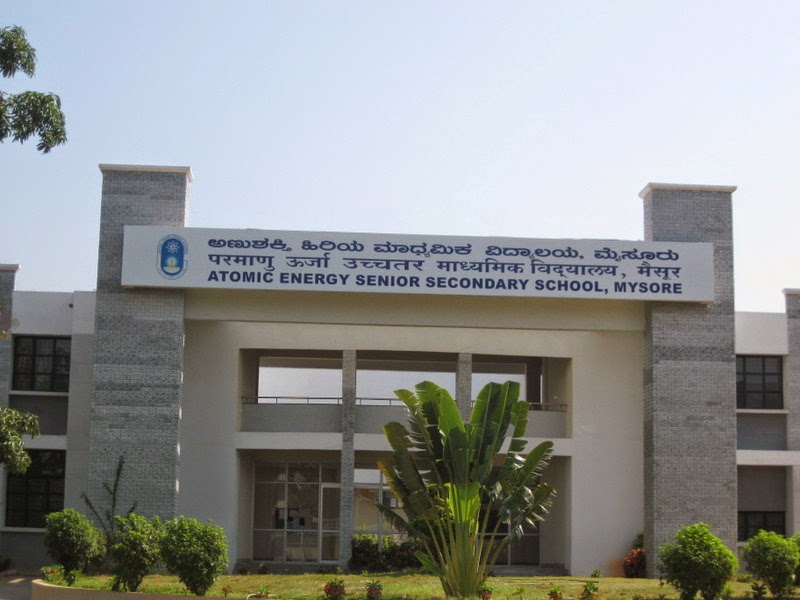 ಅಣುಶಕ್ತಿ ಹಿರಿಯ ಮಾಧ್ಯಮಿಕ ವಿದ್ಯಾಲಯ, ಮೈಸೂರು
परमाणु ऊर्जा उच्चतर माध्यमिक विद्यालय, मैसूर
ATOMIC ENERGY SENIOR SECONDARY SCHOOL, MYSORE